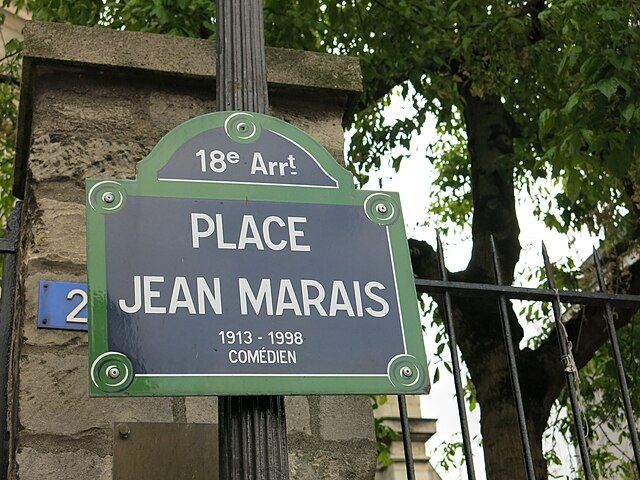 18e Arrt
PLACE
JEAN MARAIS
1913 - 1998
COMÉDIEN
2